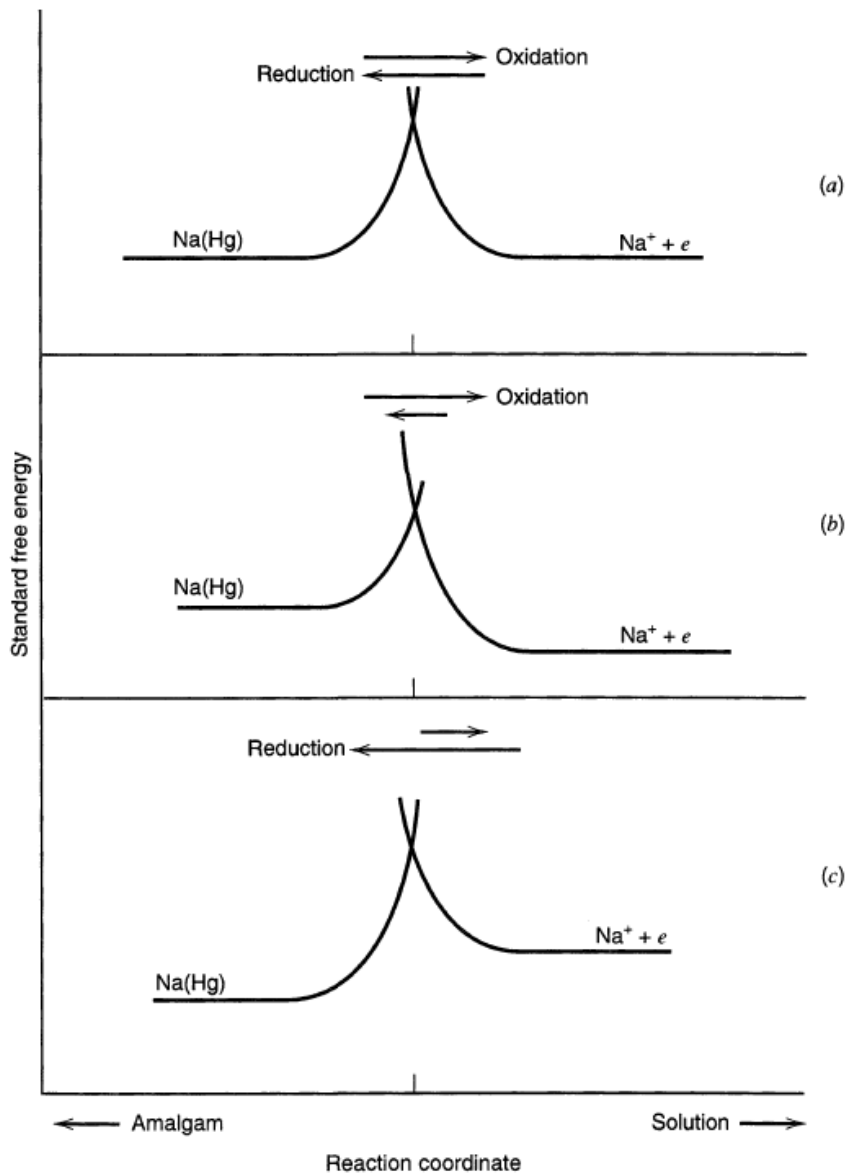 Oxidation
Reduction
(a)
Na(Hg)
Na⁺ + e
Oxidation
(b)
Standard free energy
Na(Hg)
Na⁺ + e
Reduction
(c)
Na⁺ + e
Na(Hg)
Amalgam
Solution
Reaction coordinate